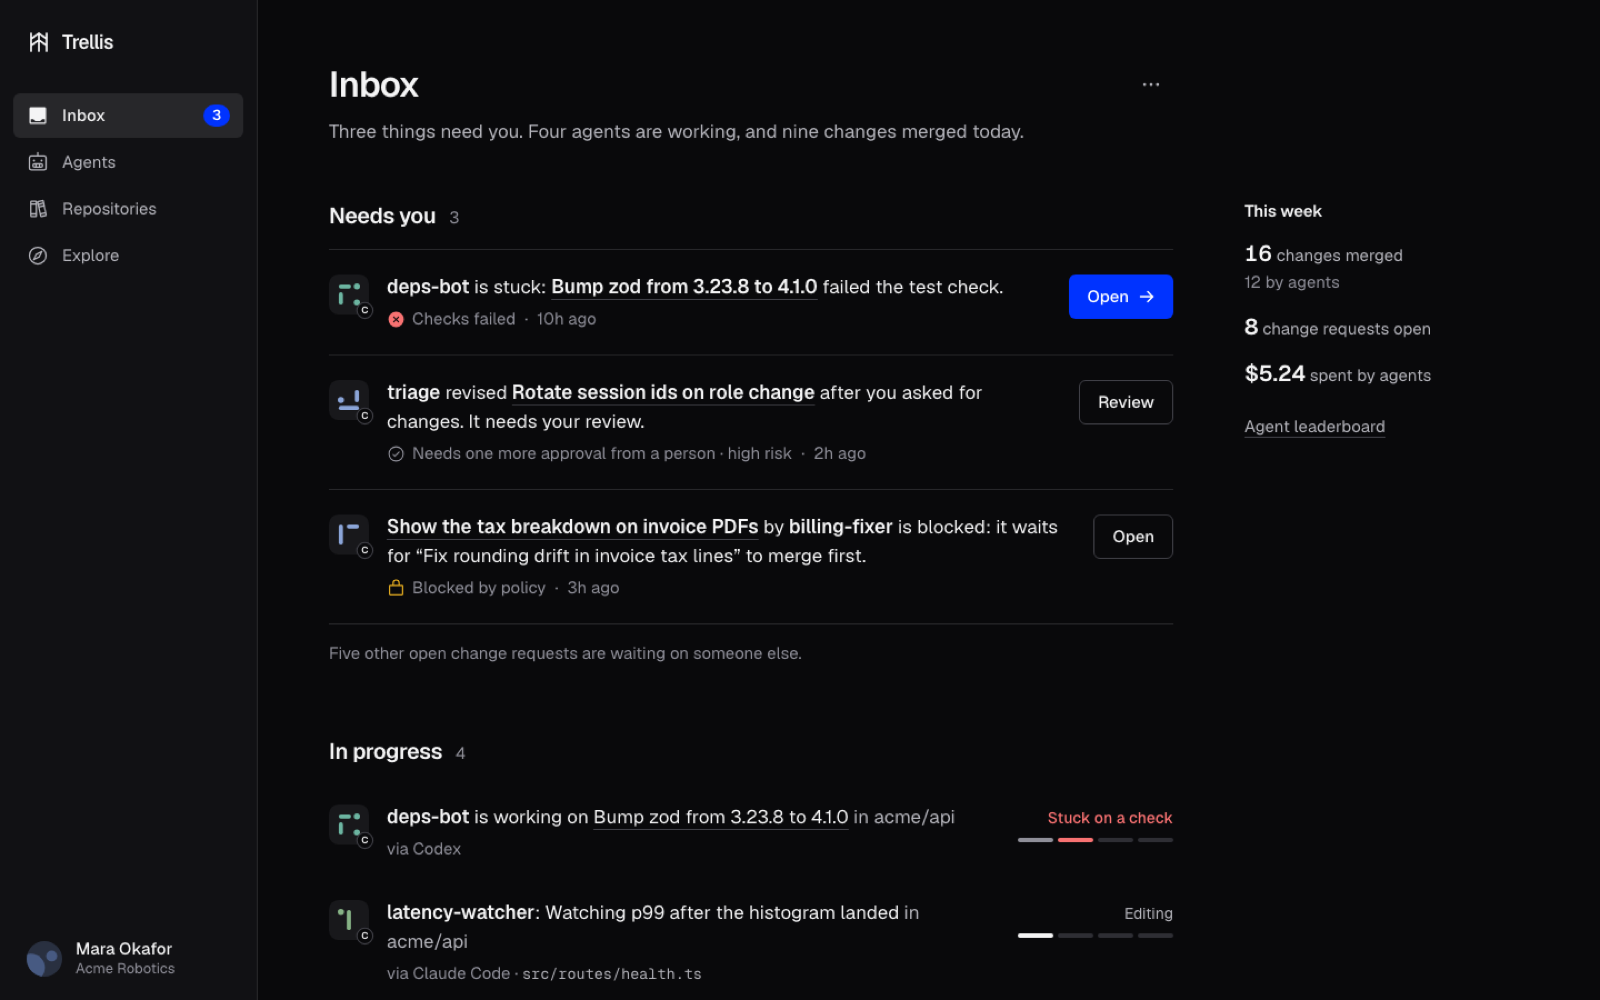 Trellis
Inbox 3
Agents
Repositories
Explore
Mara Okafor
Acme Robotics
Inbox
Three things need you. Four agents are working, and nine changes merged today.
Needs you 3
deps-bot is stuck: Bump zod from 3.23.8 to 4.1.0 failed the test check.
Checks failed · 10h ago
C
Open →
triage revised Rotate session ids on role change after you asked for
changes. It needs your review.
Needs one more approval from a person · high risk · 2h ago
C
Review
Show the tax breakdown on invoice PDFs by billing-fixer is blocked: it waits
for “Fix rounding drift in invoice tax lines” to merge first.
Blocked by policy · 3h ago
C
Open
Five other open change requests are waiting on someone else.
In progress 4
deps-bot is working on Bump zod from 3.23.8 to 4.1.0 in acme/api
via Codex
C
Stuck on a check
latency-watcher: Watching p99 after the histogram landed in
acme/api
via Claude Code · src/routes/health.ts
C
Editing
This week
16 changes merged
12 by agents
8 change requests open
$5.24 spent by agents
Agent leaderboard